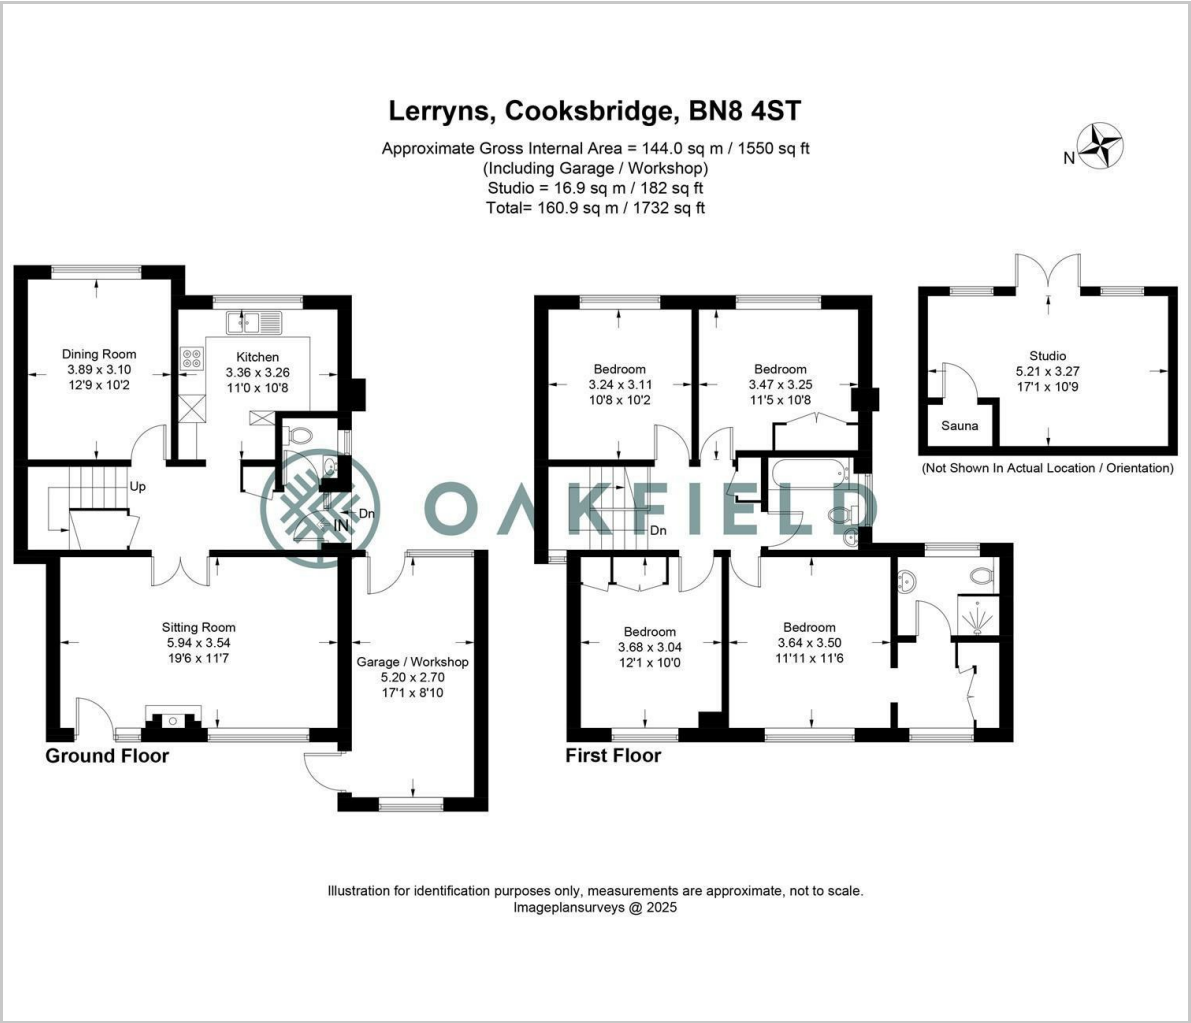 Lerryns, Cooksbridge, BN8 4ST
Approximate Gross Internal Area = 144.0 sq m / 1550 sq ft
(Including Garage / Workshop)
Studio = 16.9 sq m / 182 sq ft
Total= 160.9 sq m / 1732 sq ft
N
Dining Room
3.89 x 3.10
12'9 x 10'2
Kitchen
3.36 x 3.26
11'0 x 10'8
Up
IN
Dn
Sitting Room
5.94 x 3.54
19'6 x 11'7
Garage / Workshop
5.20 x 2.70
17'1 x 8'10
Ground Floor
Bedroom
3.24 x 3.11
10'8 x 10'2
Bedroom
3.47 x 3.25
11'5 x 10'8
Dn
Bedroom
3.68 x 3.04
12'1 x 10'0
Bedroom
3.64 x 3.50
11'11 x 11'6
First Floor
Studio
5.21 x 3.27
17'1 x 10'9
Sauna
(Not Shown In Actual Location / Orientation)
OAKFIELD
Illustration for identification purposes only, measurements are approximate, not to scale.
Imageplansurveys @ 2025